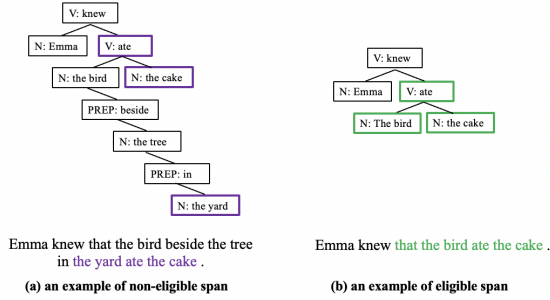 V: knew
N: Emma
V: ate
N: the bird
N: the cake
PREP: beside
N: the tree
PREP: in
N: the yard
Emma knew that the bird beside the tree
in the yard ate the cake .
(a) an example of non-eligible span
V: knew
N: Emma
V: ate
N: The bird
N: the cake
Emma knew that the bird ate the cake .
(b) an example of eligible span